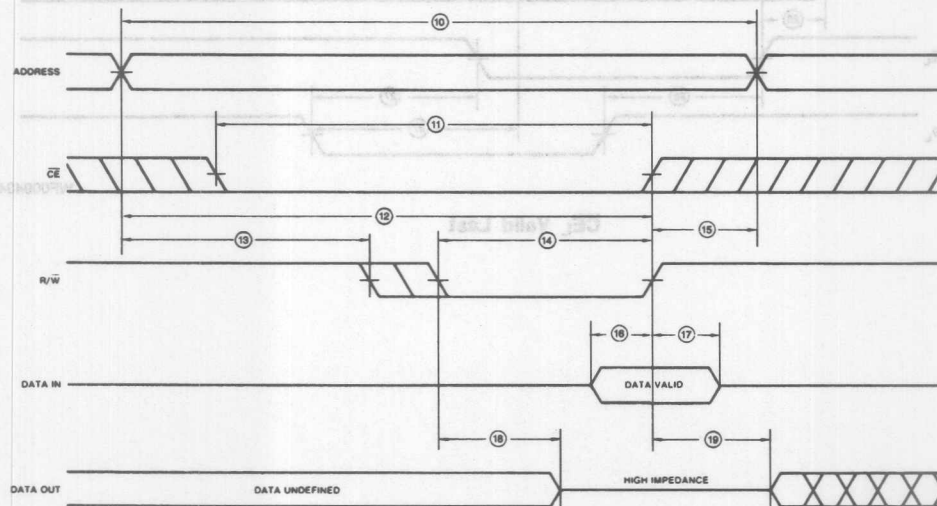 10
ADDRESS
11
CE
12
13
14
15
R/W
16
17
DATA IN
DATA VALID
18
19
DATA OUT
DATA UNDEFINED
HIGH IMPEDANCE